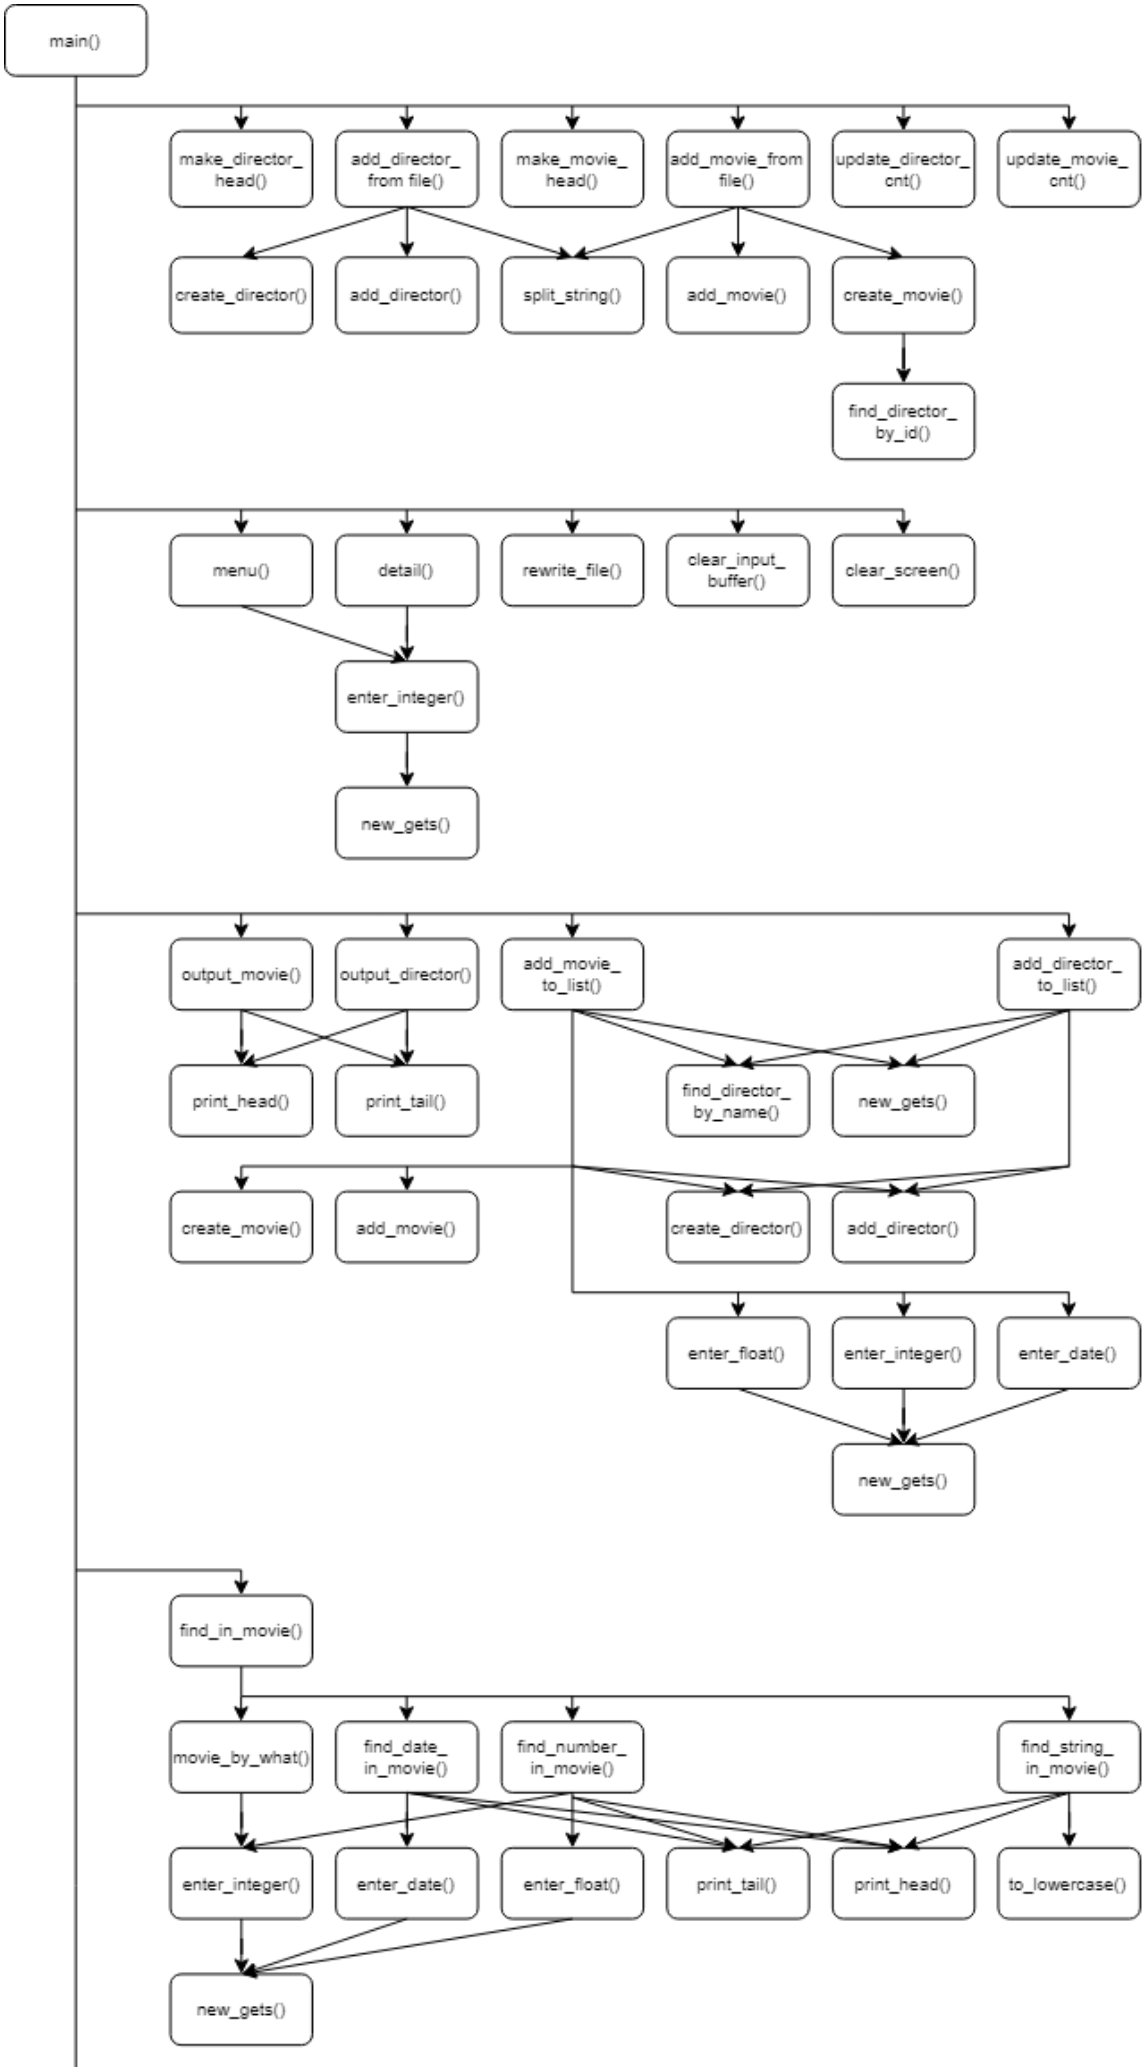 main()
make_director_
head()
add_director_
from file()
make_movie_
head()
add_movie_from
file()
update_director_
cnt()
update_movie_
cnt()
create_director()
add_director()
split_string()
add_movie()
create_movie()
find_director_
by_id()
menu()
detail()
rewrite_file()
clear_input_
buffer()
clear_screen()
enter_integer()
new_gets()
output_movie()
output_director()
add_movie_
to_list()
add_director_
to_list()
print_head()
print_tail()
find_director_
by_name()
new_gets()
create_movie()
add_movie()
create_director()
add_director()
enter_float()
enter_integer()
enter_date()
new_gets()
find_in_movie()
movie_by_what()
find_date_
in_movie()
find_number_
in_movie()
find_string_
in_movie()
enter_integer()
enter_date()
enter_float()
print_tail()
print_head()
to_lowercase()
new_gets()